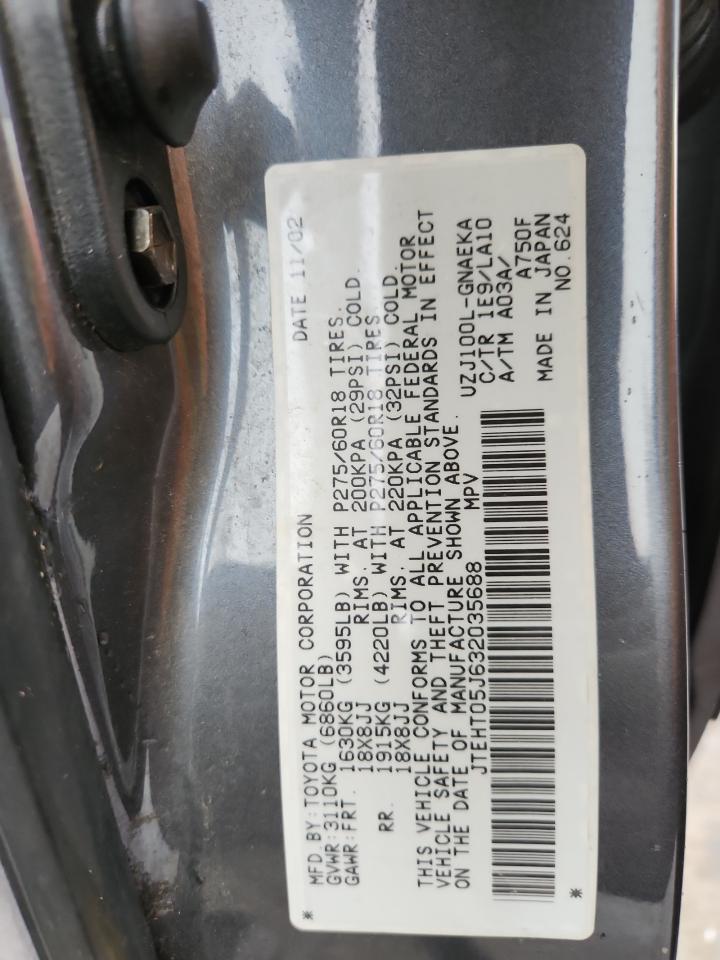 MFD. BY: TOYOTA MOTOR CORPORATION DATE 11/02
GVWR: 3110KG (6860LB)
GAWR: FRT. 1630KG (3595LB) WITH P275/60R18 TIRES.
18X8JJ RIMS. AT 200KPA (29PSI) COLD.
RR. 1915KG (4220LB) WITH P275/60R18 TIRES.
18X8JJ RIMS. AT 220KPA (32PSI) COLD.
THIS VEHICLE CONFORMS TO ALL APPLICABLE FEDERAL MOTOR
VEHICLE SAFETY AND THEFT PREVENTION STANDARDS IN EFFECT
ON THE DATE OF MANUFACTURE SHOWN ABOVE.
JTEHT05J632035688 MPV
UZJ100L-GNAEKA
C/TR 1E9/LA10
A/TM A03A/
A750F
MADE IN JAPAN
NO.624